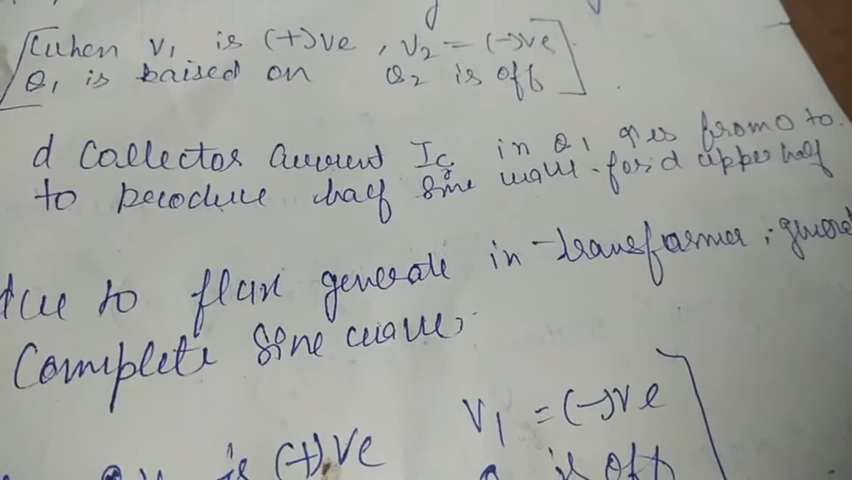 When V1 is (+)ve, V2 = (-)ve
Q1 is baised on Q2 is off
d Collector current Ic in Q1 from 0 to
to produce half sine wave for d upper half
due to flux generate in transformer,
Complete sine wave,
V1 = (-)ve
is (+)ve
is off